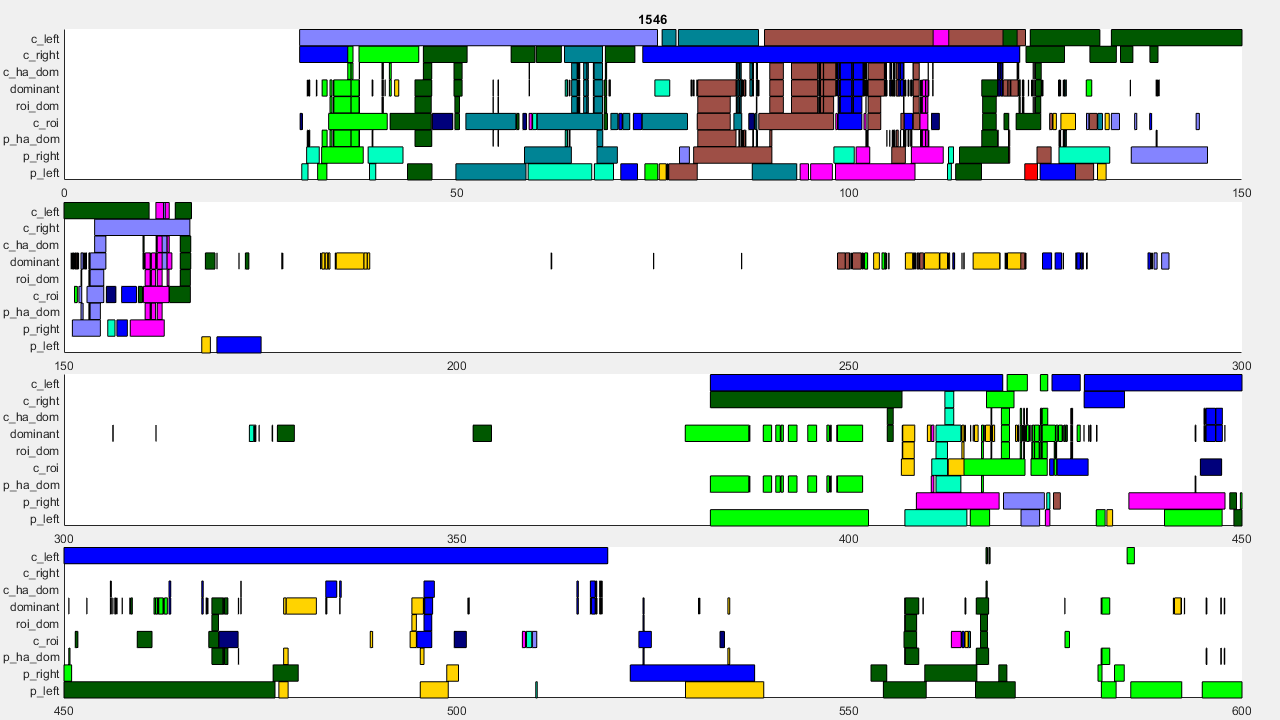 1546
c_left
c_right
c_ha_dom
dominant
roi_dom
c_roi
p_ha_dom
p_right
p_left
0 50 100 150
c_left
c_right
c_ha_dom
dominant
roi_dom
c_roi
p_ha_dom
p_right
p_left
150 200 250 300
c_left
c_right
c_ha_dom
dominant
roi_dom
c_roi
p_ha_dom
p_right
p_left
300 350 400 450
c_left
c_right
c_ha_dom
dominant
roi_dom
c_roi
p_ha_dom
p_right
p_left
450 500 550 600